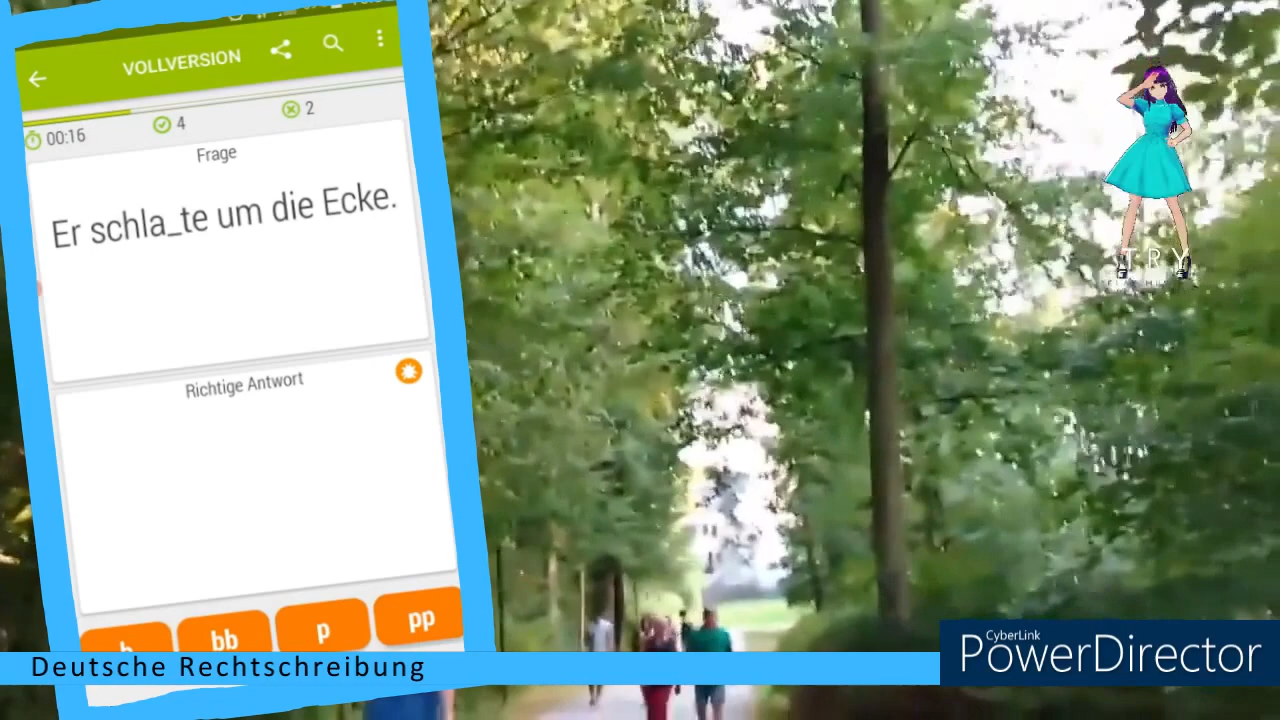 VOLLVERSION
00:16
4
2
Frage
Er schla_te um die Ecke.
Richtige Antwort
b
bb
p
pp
Deutsche Rechtschreibung
CyberLink
PowerDirector
TRY